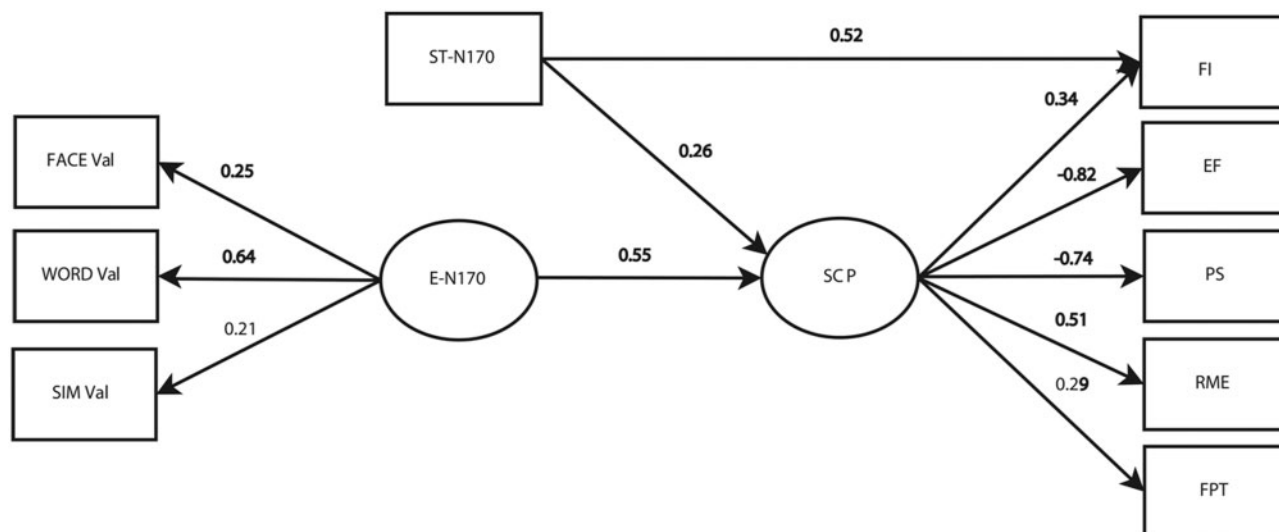 ST-N170
0.52
FI
0.34
FACE Val
0.25
0.26
-0.82
EF
WORD Val
0.64
E-N170
0.55
SC P
-0.74
PS
SIM Val
0.21
0.51
RME
0.29
FPT